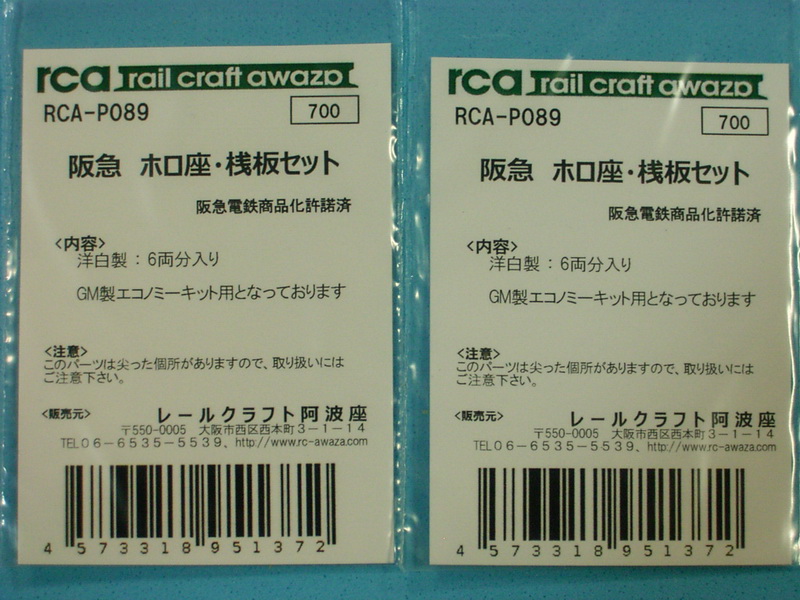 rca rail craft awaza
RCA-P089
700
阪急 ホロ座・桟板セット
阪急電鉄商品化許諾済
<内容>
洋白製：6両分入り
GM製エコノミーキット用となっております
<注意>
このパーツは尖った個所がありますので、取り扱いには
ご注意下さい。
<販売元> レールクラフト阿波座
〒550-0005 大阪市西区西本町3-1-14
TEL06-6535-5539、http://www.rc-awaza.com
4 573318 951372
rca rail craft awaza
RCA-P089
700
阪急 ホロ座・桟板セット
阪急電鉄商品化許諾済
<内容>
洋白製：6両分入り
GM製エコノミーキット用となっております
<注意>
このパーツは尖った個所がありますので、取り扱いには
ご注意下さい。
<販売元> レールクラフト阿波座
〒550-0005 大阪市西区西本町3-1-14
TEL06-6535-5539、http://www.rc-awaza.com
4 573318 951372